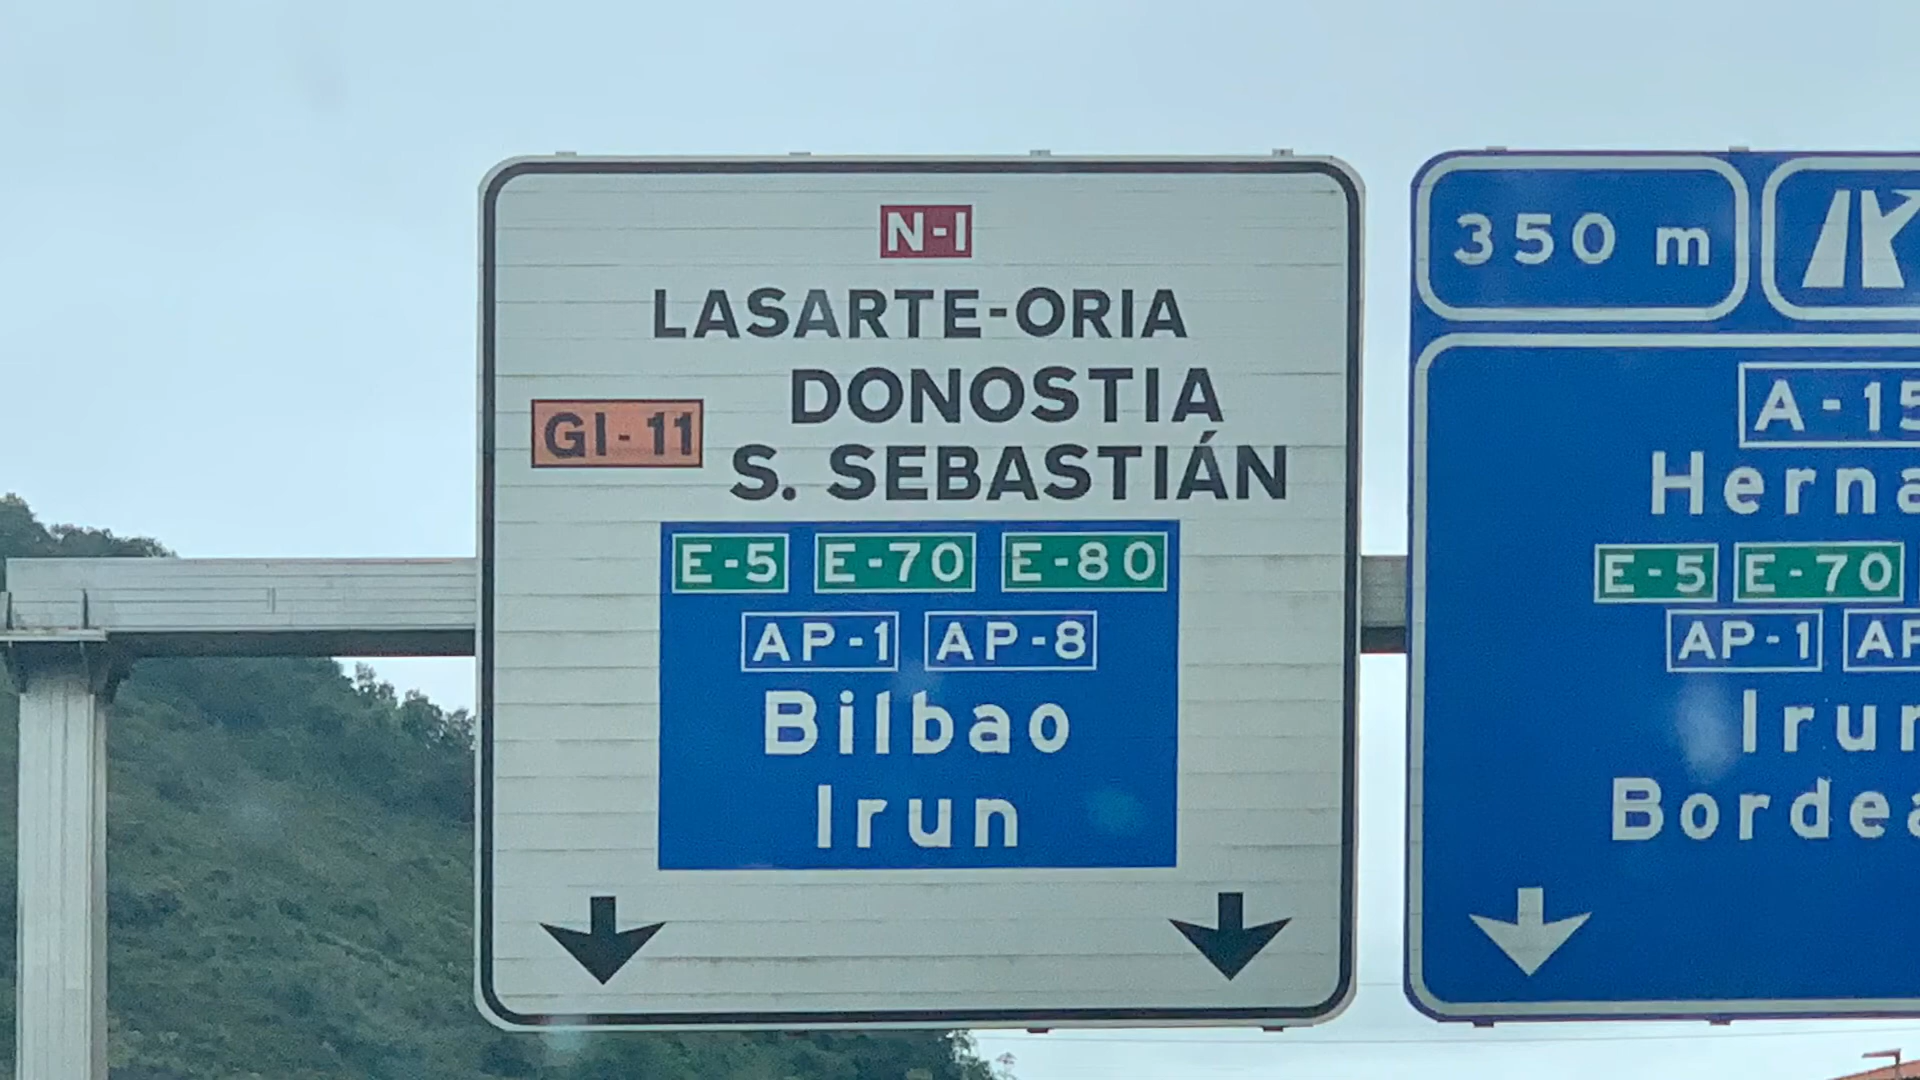 N-I
LASARTE-ORIA
DONOSTIA
GI-11
S. SEBASTIÁN
E-5 E-70 E-80
AP-1 AP-8
Bilbao
Irun
350 m
A-15
E-5 E-70
AP-1